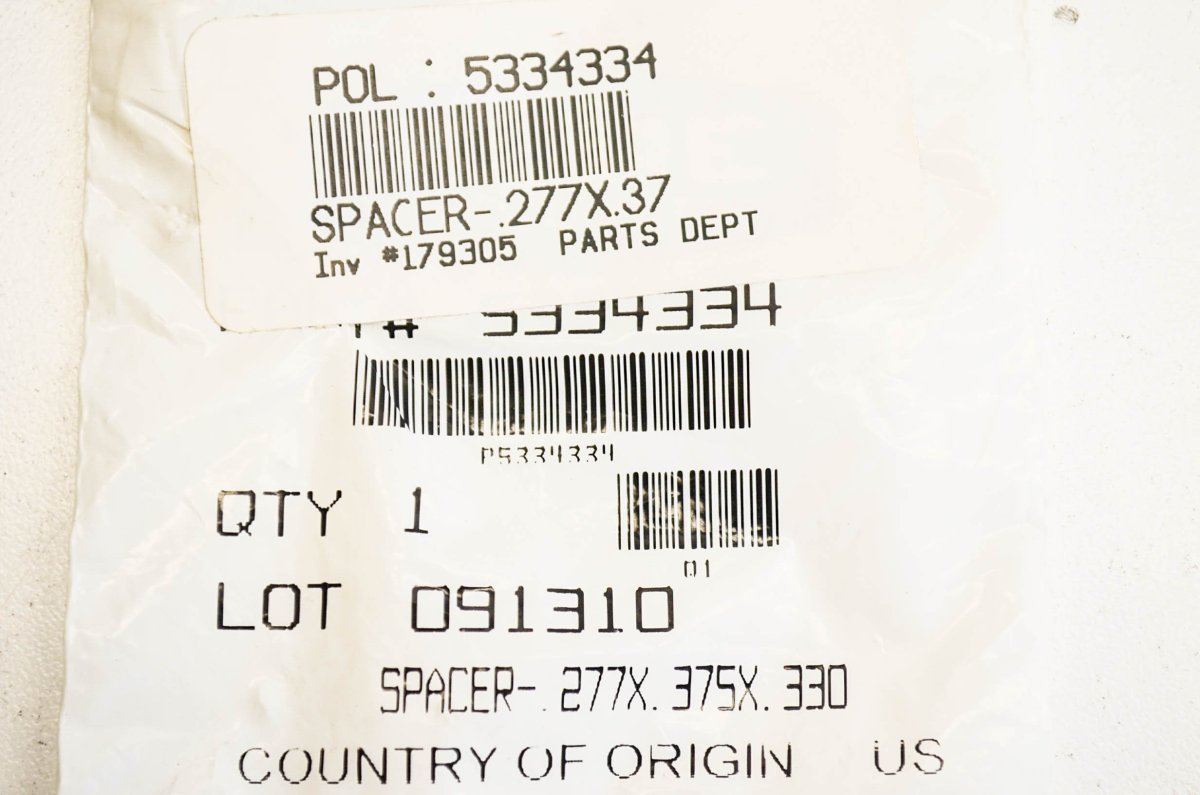 POL : 5334334
SPACER-.277X.37
Inv #179305 PARTS DEPT
5334334
P5334334
QTY 1
Q1
LOT 091310
SPACER-.277X.375X.330
COUNTRY OF ORIGIN US